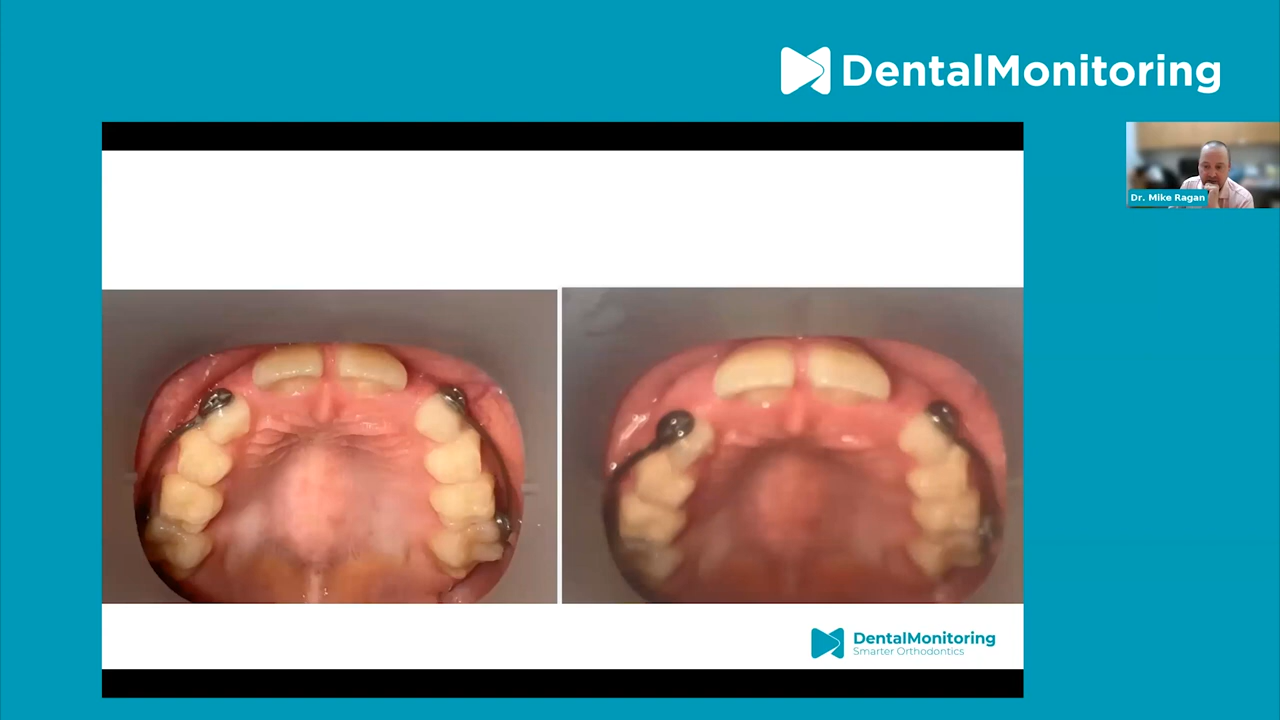 DentalMonitoring
Dr. Mike Ragan
DentalMonitoring
Smarter Orthodontics